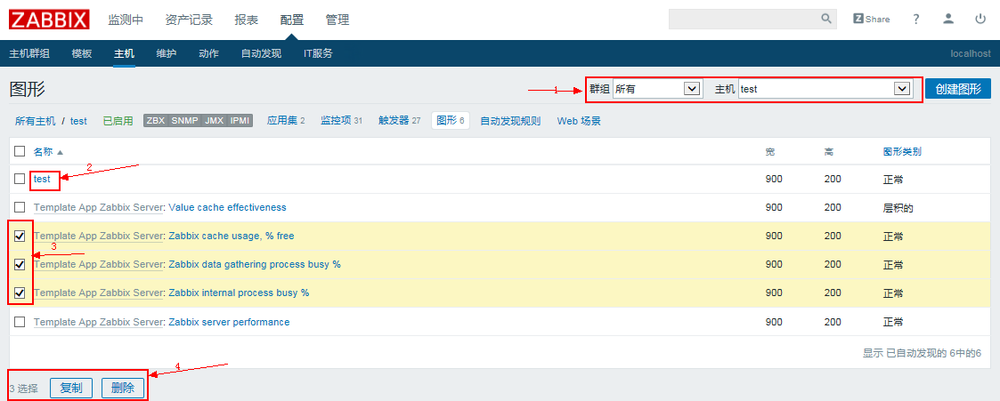 ZABBIX 监测中 资产记录 报表 配置 管理 Z Share ?
主机群组 模板 主机 维护 动作 自动发现 IT服务 localhost
图形 1 群组 所有 主机 test 创建图形
所有主机 / test 已启用 ZBX SNMP JMX IPMI 应用集 2 监控项 31 触发器 27 图形 6 自动发现规则 Web 场景
名称 宽 高 图形类别
2
test 900 200 正常
Template App Zabbix Server: Value cache effectiveness 900 200 层积的
Template App Zabbix Server: Zabbix cache usage, % free 900 200 正常
3
Template App Zabbix Server: Zabbix data gathering process busy % 900 200 正常
Template App Zabbix Server: Zabbix internal process busy % 900 200 正常
Template App Zabbix Server: Zabbix server performance 900 200 正常
显示 已自动发现的 6中的6
4
3 选择 复制 删除